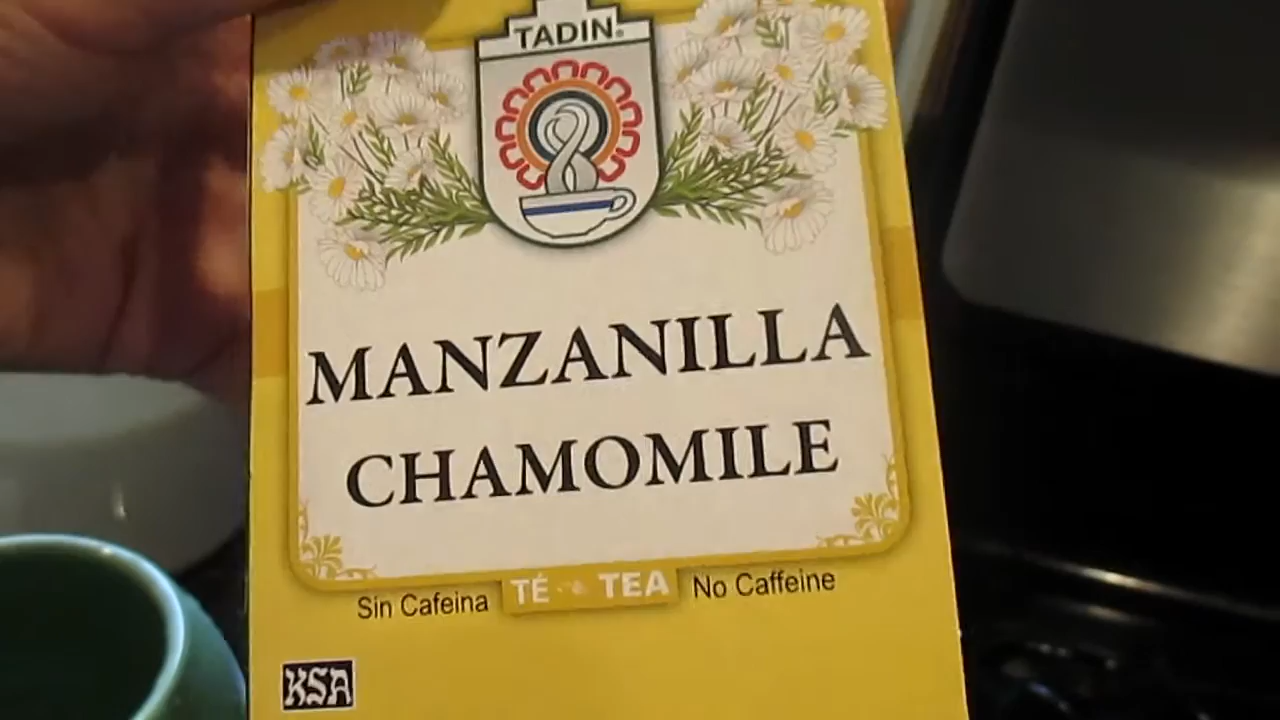 TADIN®
MANZANILLA
CHAMOMILE
Sin Cafeina TÉ TEA No Caffeine
KSA